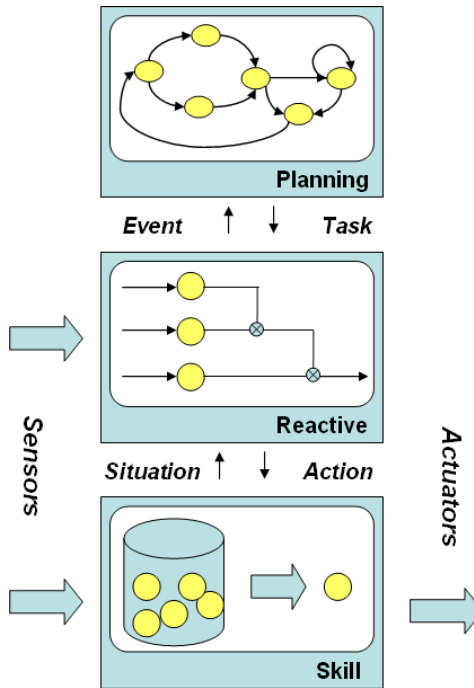 Planning
Event Task
Reactive
Sensors
Actuators
Situation Action
Skill